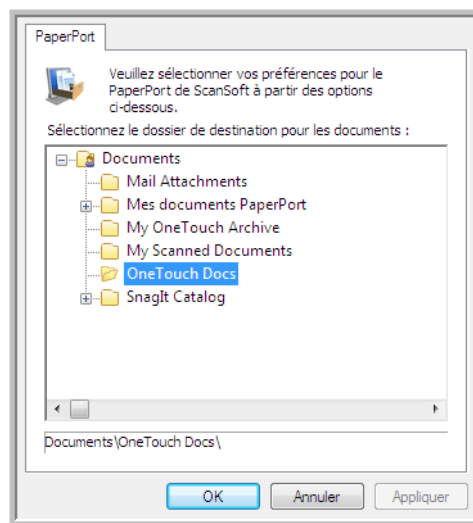 PaperPort
Veuillez sélectionner vos préférences pour le
PaperPort de ScanSoft à partir des options
ci-dessous.
Sélectionnez le dossier de destination pour les documents :
Documents
Mail Attachments
Mes documents PaperPort
My OneTouch Archive
My Scanned Documents
OneTouch Docs
SnagIt Catalog
Documents\OneTouch Docs\
OK
Annuler
Appliquer